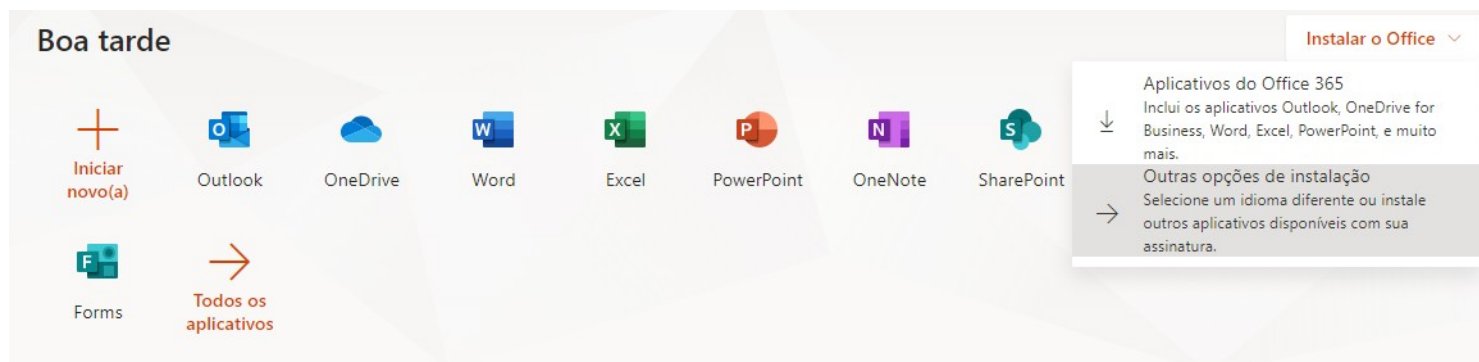 Boa tarde
Instalar o Office
Aplicativos do Office 365
Inclui os aplicativos Outlook, OneDrive for
Business, Word, Excel, PowerPoint, e muito
mais.
Outras opções de instalação
Selecione um idioma diferente ou instale
outros aplicativos disponíveis com sua
assinatura.
Iniciar
novo(a)
Outlook
OneDrive
Word
Excel
PowerPoint
OneNote
SharePoint
Forms
Todos os
aplicativos